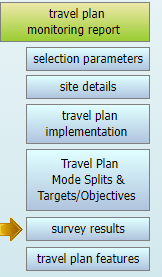 travel plan
monitoring report
selection parameters
site details
travel plan
implementation
Travel Plan
Mode Splits &
Targets/Objectives
survey results
travel plan features